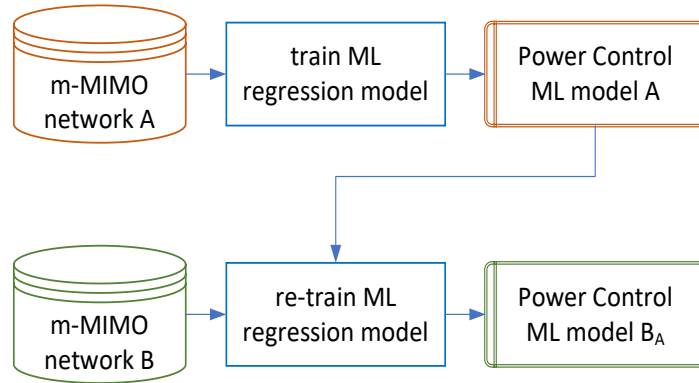 m-MIMO
network A
train ML
regression model
Power Control
ML model A
m-MIMO
network B
re-train ML
regression model
Power Control
ML model B_A